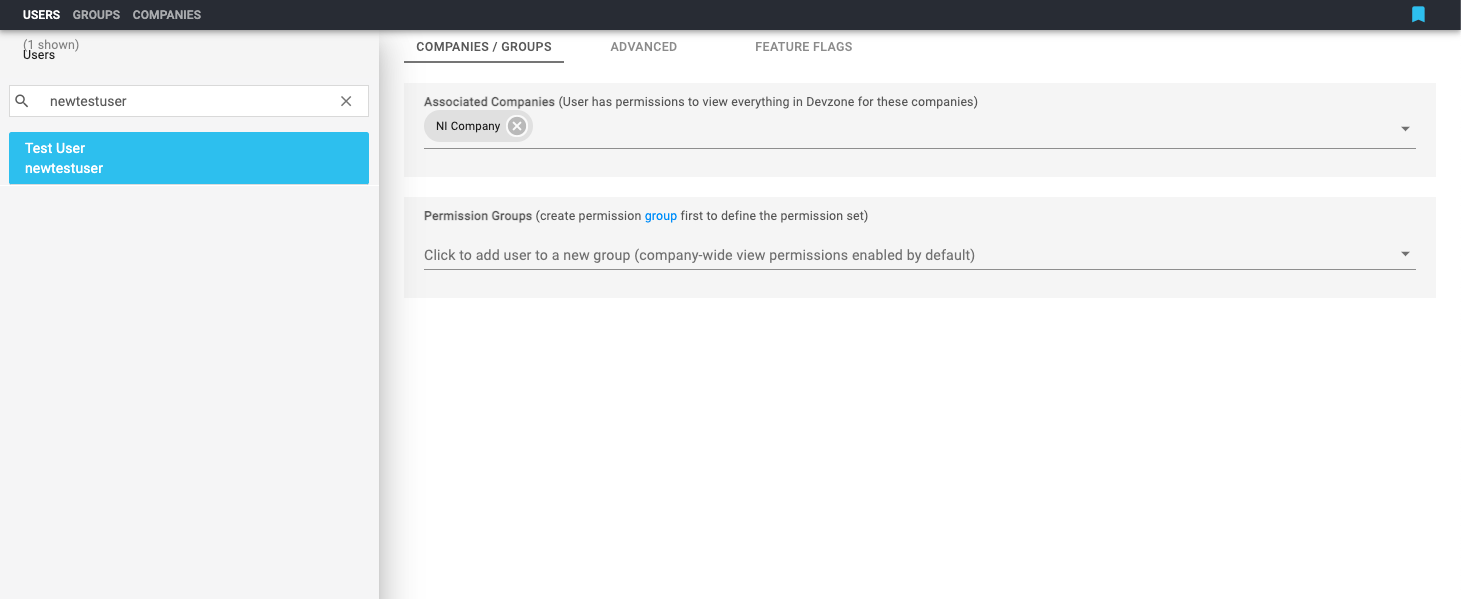 USERS GROUPS COMPANIES
(1 shown)
Users
newtestuser
Test User
newtestuser
COMPANIES / GROUPS ADVANCED FEATURE FLAGS
Associated Companies (User has permissions to view everything in Devzone for these companies)
NI Company
Permission Groups (create permission group first to define the permission set)
Click to add user to a new group (company-wide view permissions enabled by default)